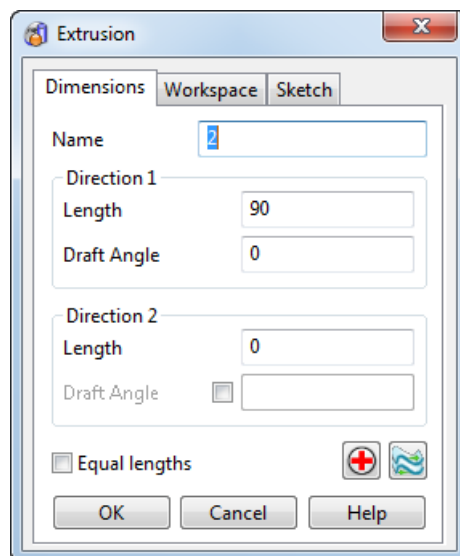 Extrusion
Dimensions Workspace Sketch
Name 2
Direction 1
Length 90
Draft Angle 0
Direction 2
Length 0
Draft Angle
Equal lengths
OK Cancel Help